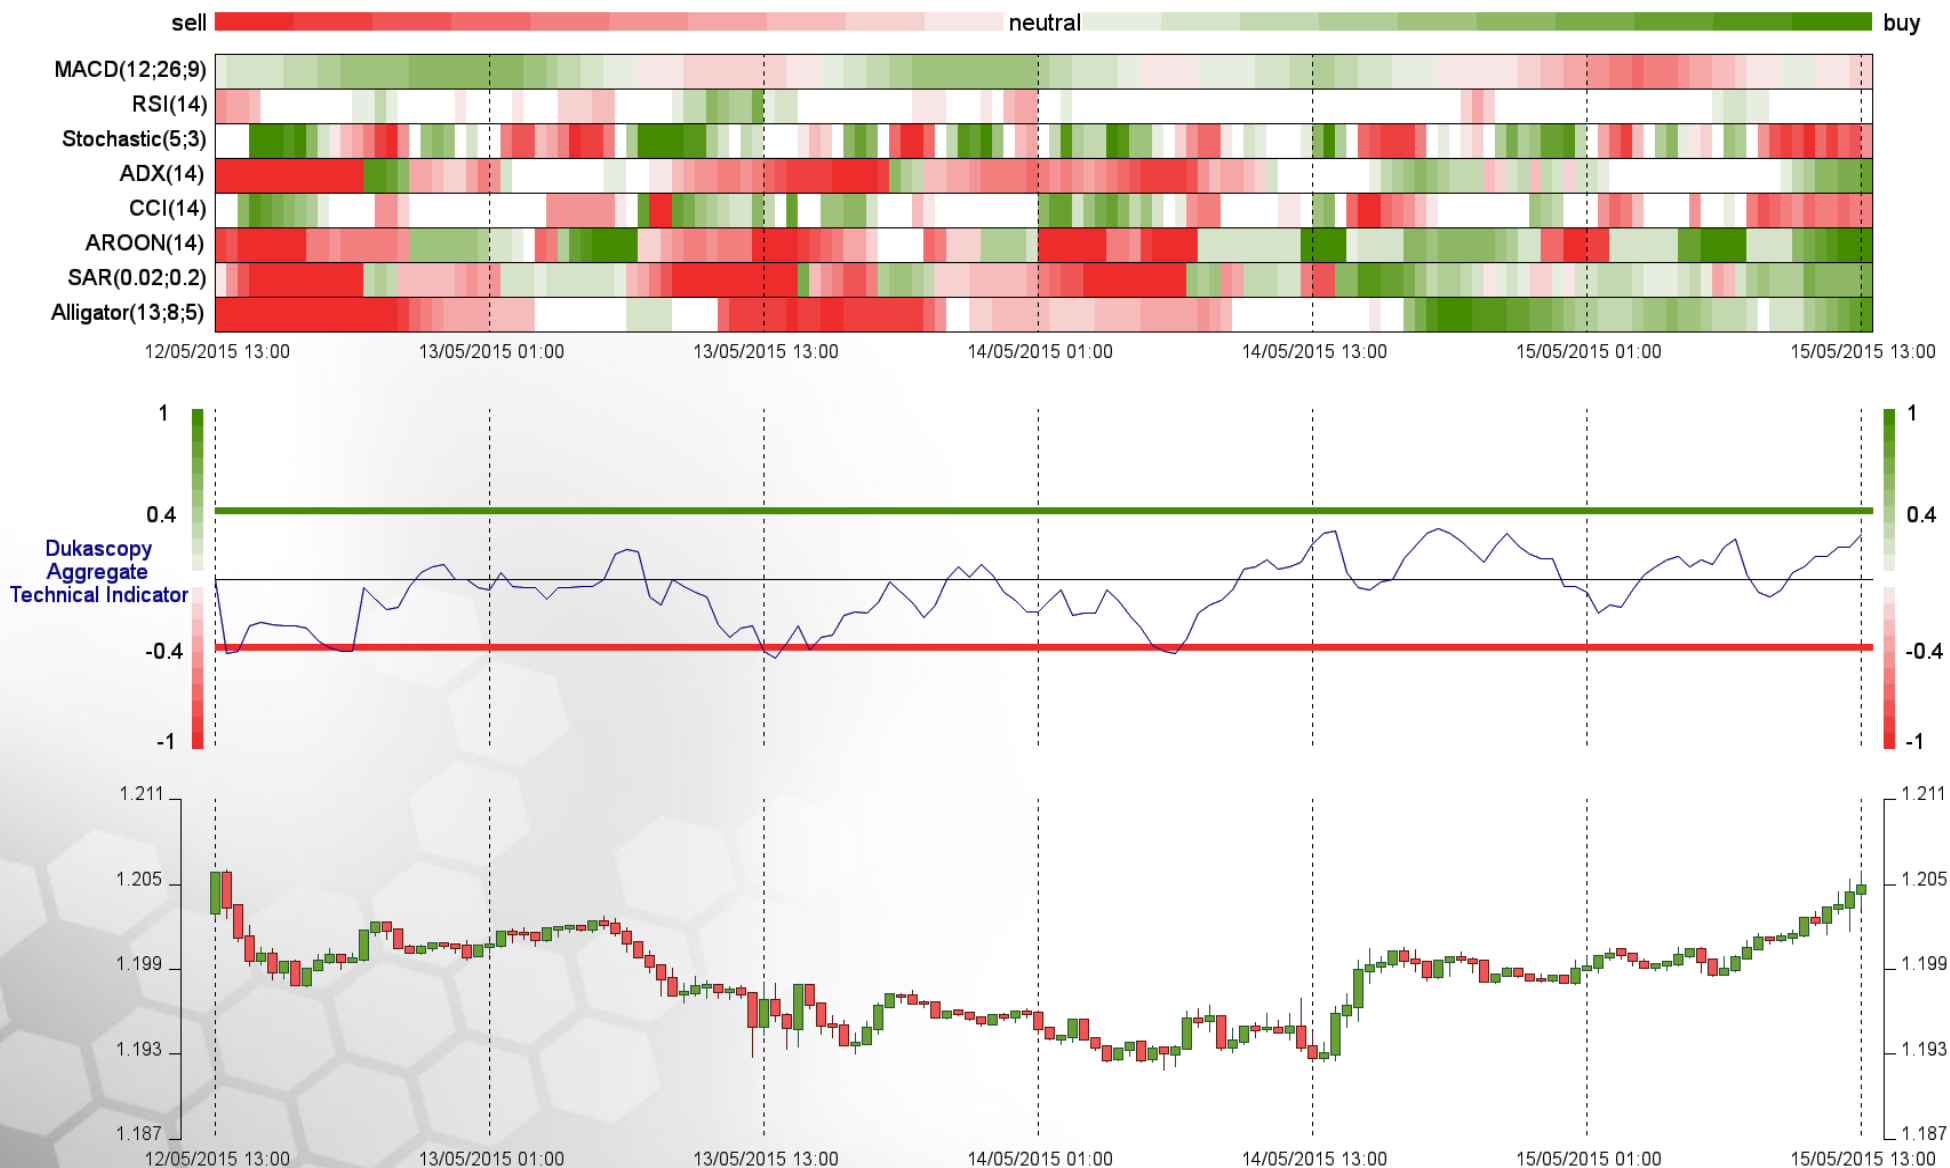 sell neutral buy
MACD(12;26;9)
RSI(14)
Stochastic(5;3)
ADX(14)
CCI(14)
AROON(14)
SAR(0.02;0.2)
Alligator(13;8;5)
12/05/2015 13:00 13/05/2015 01:00 13/05/2015 13:00 14/05/2015 01:00 14/05/2015 13:00 15/05/2015 01:00 15/05/2015 13:00
1 1
0.4 0.4
Dukascopy
Aggregate
Technical Indicator
-0.4 -0.4
-1 -1
1.211 1.211
1.205 1.205
1.199 1.199
1.193 1.193
1.187 1.187
12/05/2015 13:00 13/05/2015 01:00 13/05/2015 13:00 14/05/2015 01:00 14/05/2015 13:00 15/05/2015 01:00 15/05/2015 13:00